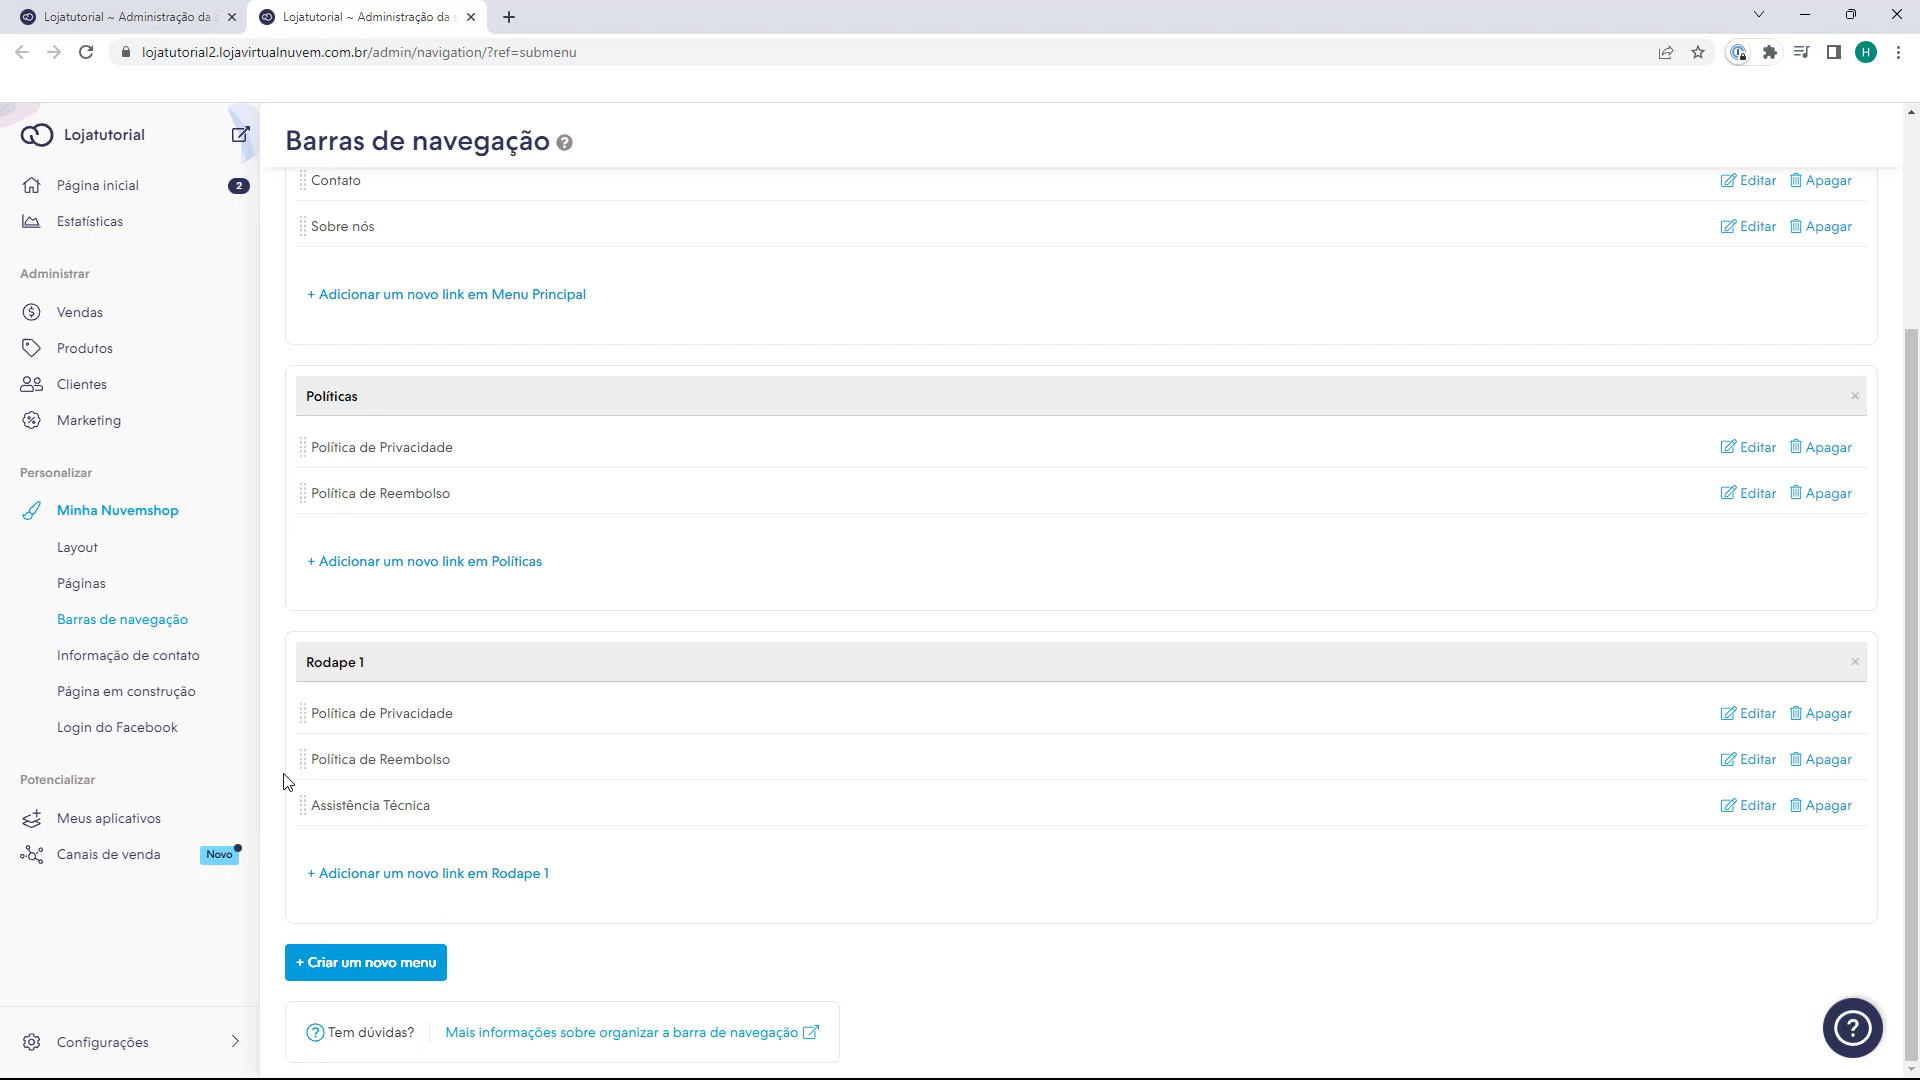 Lojatutorial ~ Administração da s
Lojatutorial ~ Administração da s
lojatutorial2.lojavirtualnuvem.com.br/admin/navigation/?ref=submenu
H
Lojatutorial
Página inicial
2
Estatísticas
Administrar
Vendas
Produtos
Clientes
Marketing
Personalizar
Minha Nuvemshop
Layout
Páginas
Barras de navegação
Informação de contato
Página em construção
Login do Facebook
Potencializar
Meus aplicativos
Canais de venda
Novo
Configurações
Barras de navegação ?
Contato
Editar Apagar
Sobre nós
Editar Apagar
+ Adicionar um novo link em Menu Principal
Políticas
×
Política de Privacidade
Editar Apagar
Política de Reembolso
Editar Apagar
+ Adicionar um novo link em Políticas
Rodape 1
×
Política de Privacidade
Editar Apagar
Política de Reembolso
Editar Apagar
Assistência Técnica
Editar Apagar
+ Adicionar um novo link em Rodape 1
+ Criar um novo menu
? Tem dúvidas?
Mais informações sobre organizar a barra de navegação
?